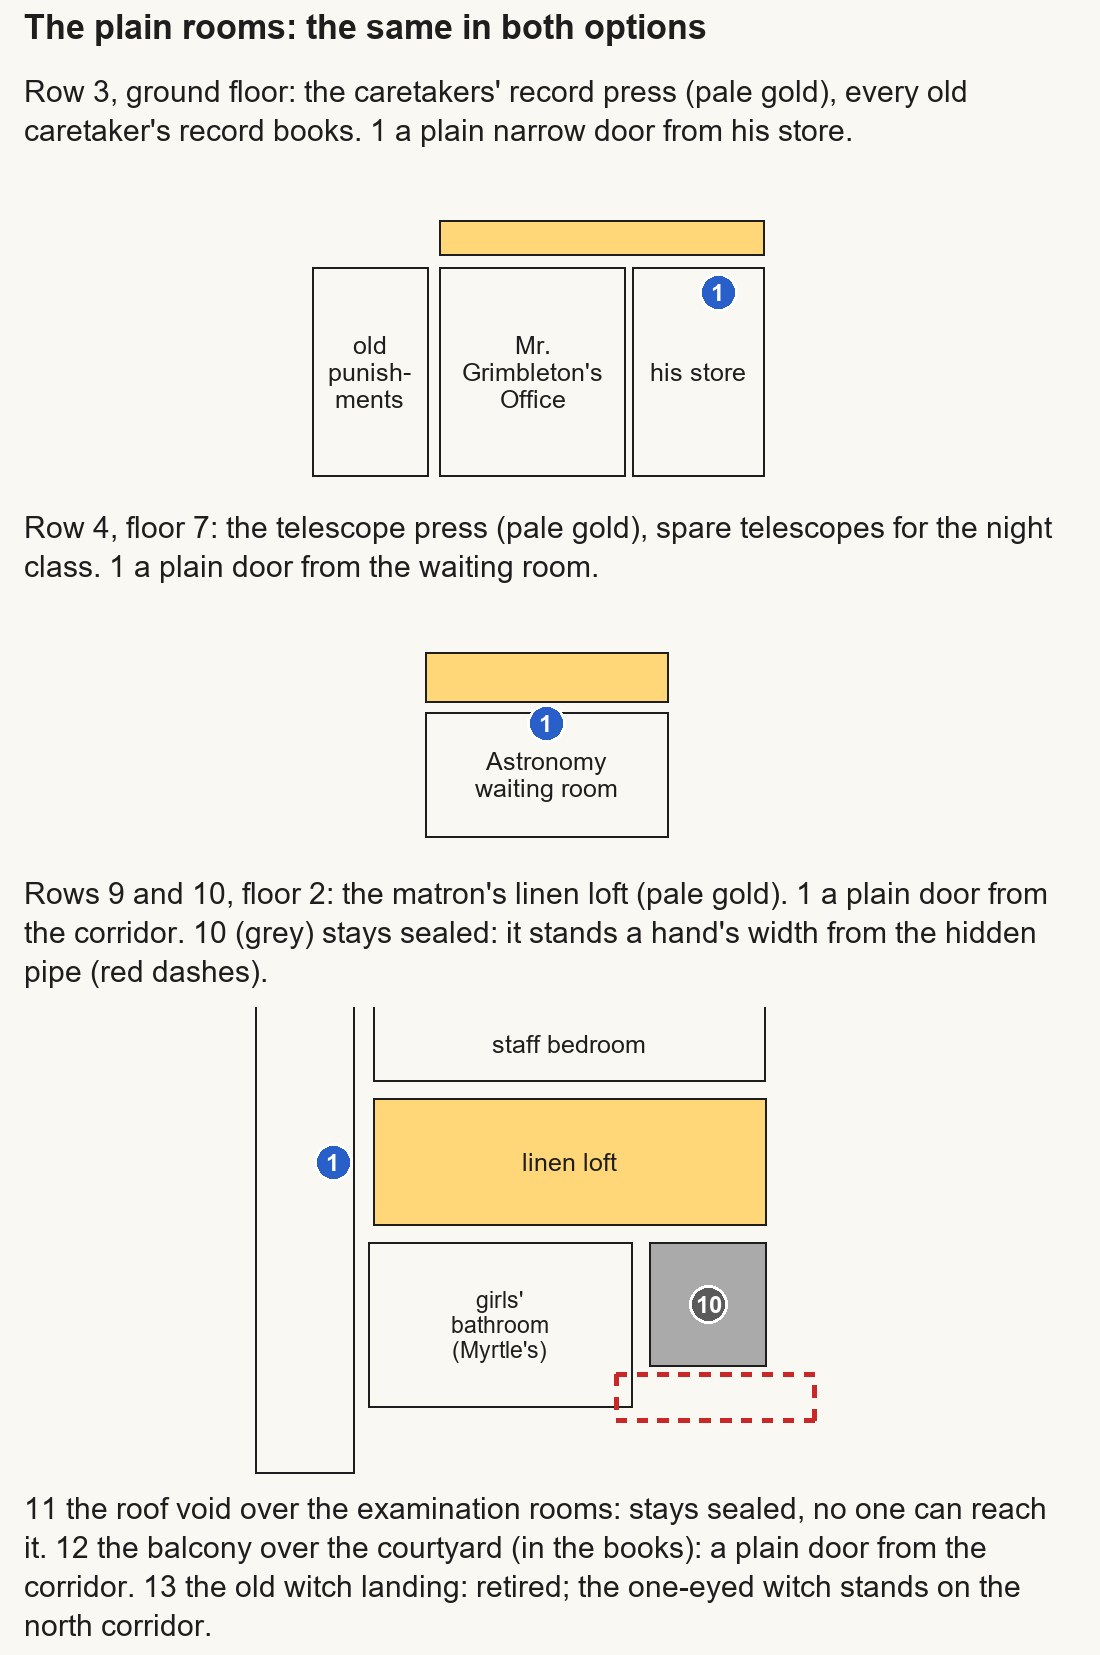 The plain rooms: the same in both options
Row 3, ground floor: the caretakers' record press (pale gold), every old
caretaker's record books. 1 a plain narrow door from his store.
1
old
punish-
ments
Mr.
Grimbleton's
Office
his store
Row 4, floor 7: the telescope press (pale gold), spare telescopes for the night
class. 1 a plain door from the waiting room.
1
Astronomy
waiting room
Rows 9 and 10, floor 2: the matron's linen loft (pale gold). 1 a plain door from
the corridor. 10 (grey) stays sealed: it stands a hand's width from the hidden
pipe (red dashes).
staff bedroom
1
linen loft
girls'
bathroom
(Myrtle's)
10
11 the roof void over the examination rooms: stays sealed, no one can reach
it. 12 the balcony over the courtyard (in the books): a plain door from the
corridor. 13 the old witch landing: retired; the one-eyed witch stands on the
north corridor.